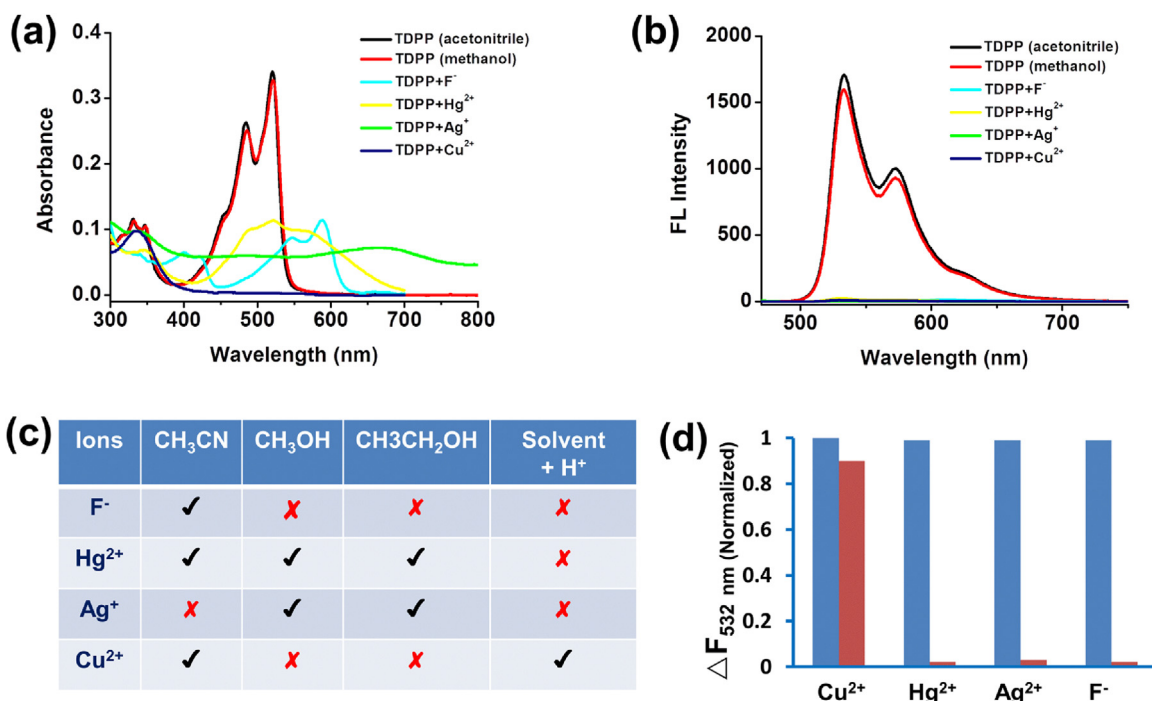 (a)
0.4
0.3
0.2
0.1
0.0
Absorbance
300 400 500 600 700 800
Wavelength (nm)
TDPP (acetonitrile)
TDPP (methanol)
TDPP+F⁻
TDPP+Hg²⁺
TDPP+Ag⁺
TDPP+Cu²⁺
(b)
2000
1500
1000
500
0
FL Intensity
500 600 700
Wavelength (nm)
TDPP (acetonitrile)
TDPP (methanol)
TDPP+F⁻
TDPP+Hg²⁺
TDPP+Ag⁺
TDPP+Cu²⁺
(c)
Ions CH₃CN CH₃OH CH3CH₂OH Solvent
+ H⁺
F⁻ ✓ ✗ ✗ ✗
Hg²⁺ ✓ ✓ ✓ ✗
Ag⁺ ✗ ✓ ✓ ✗
Cu²⁺ ✓ ✗ ✗ ✓
(d)
1
0.8
0.6
0.4
0.2
0
△F₅₃₂ nm (Normalized)
Cu²⁺ Hg²⁺ Ag²⁺ F⁻